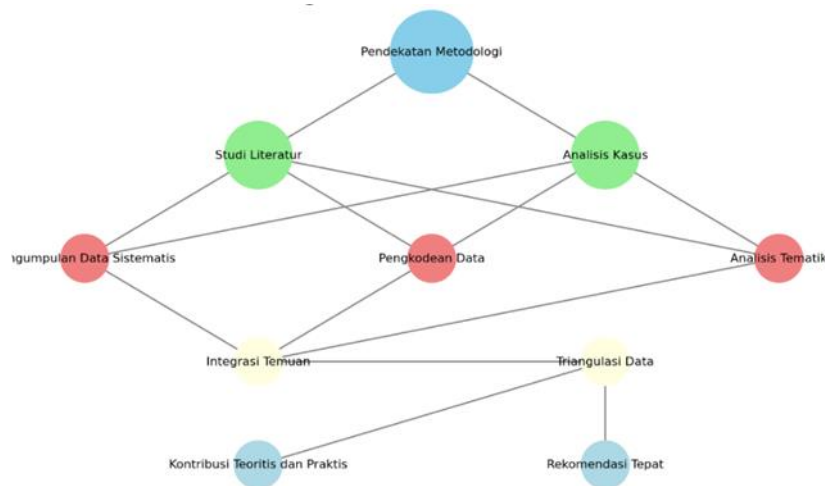 Pendekatan Metodologi
Studi Literatur
Analisis Kasus
ngumpulan Data Sistematis
Pengkodean Data
Analisis Tematik
Integrasi Temuan
Triangulasi Data
Kontribusi Teoritis dan Praktis
Rekomendasi Tepat